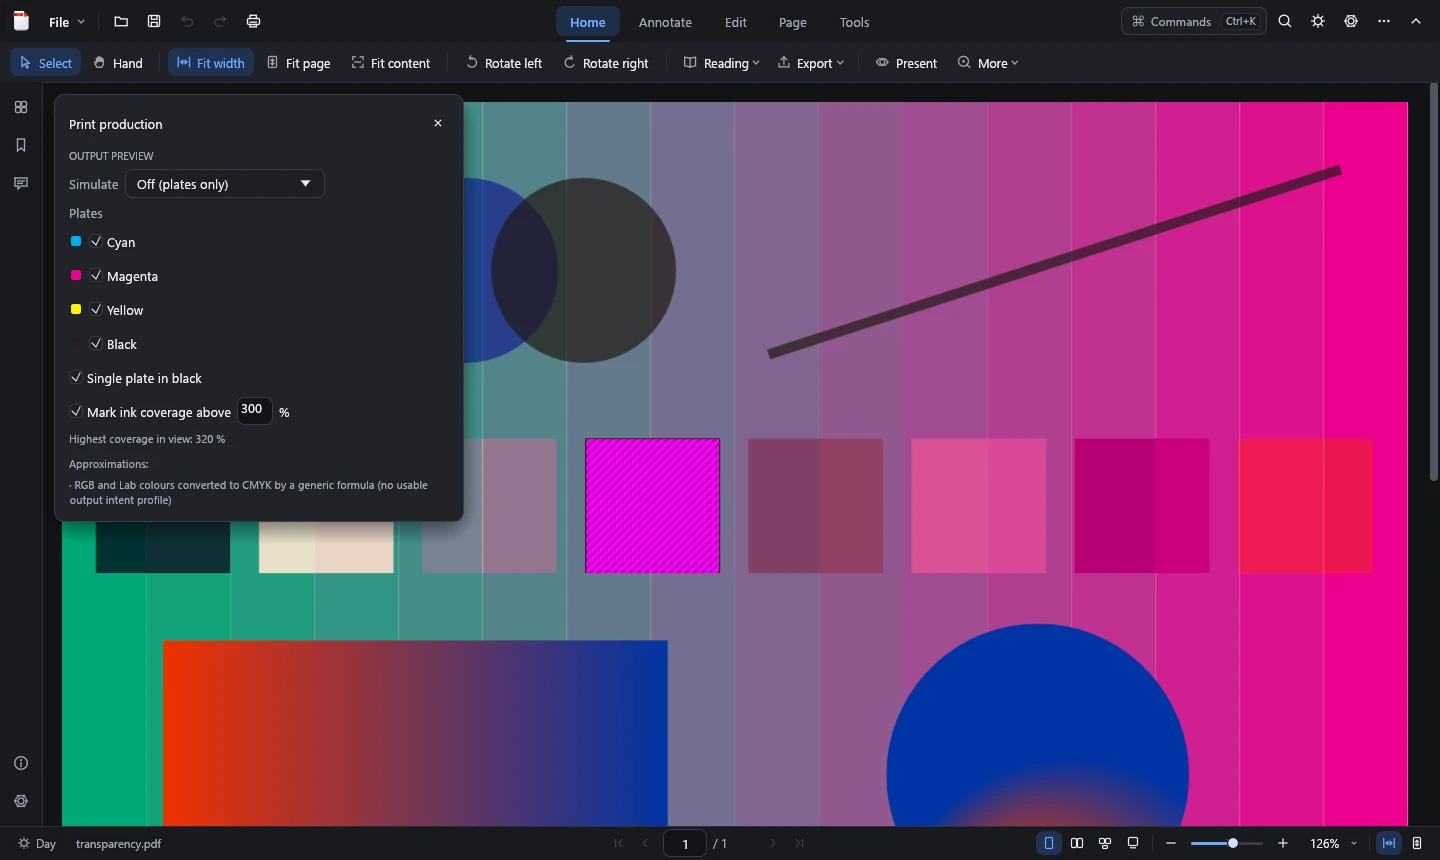 File
Home
Annotate
Edit
Page
Tools
Commands
Ctrl+K
Select
Hand
Fit width
Fit page
Fit content
Rotate left
Rotate right
Reading
Export
Present
More
Print production
OUTPUT PREVIEW
Simulate
Off (plates only)
Plates
Cyan
Magenta
Yellow
Black
Single plate in black
Mark ink coverage above 300 %
Highest coverage in view: 320 %
Approximations:
· RGB and Lab colours converted to CMYK by a generic formula (no usable
output intent profile)
Day
transparency.pdf
1 / 1
126%